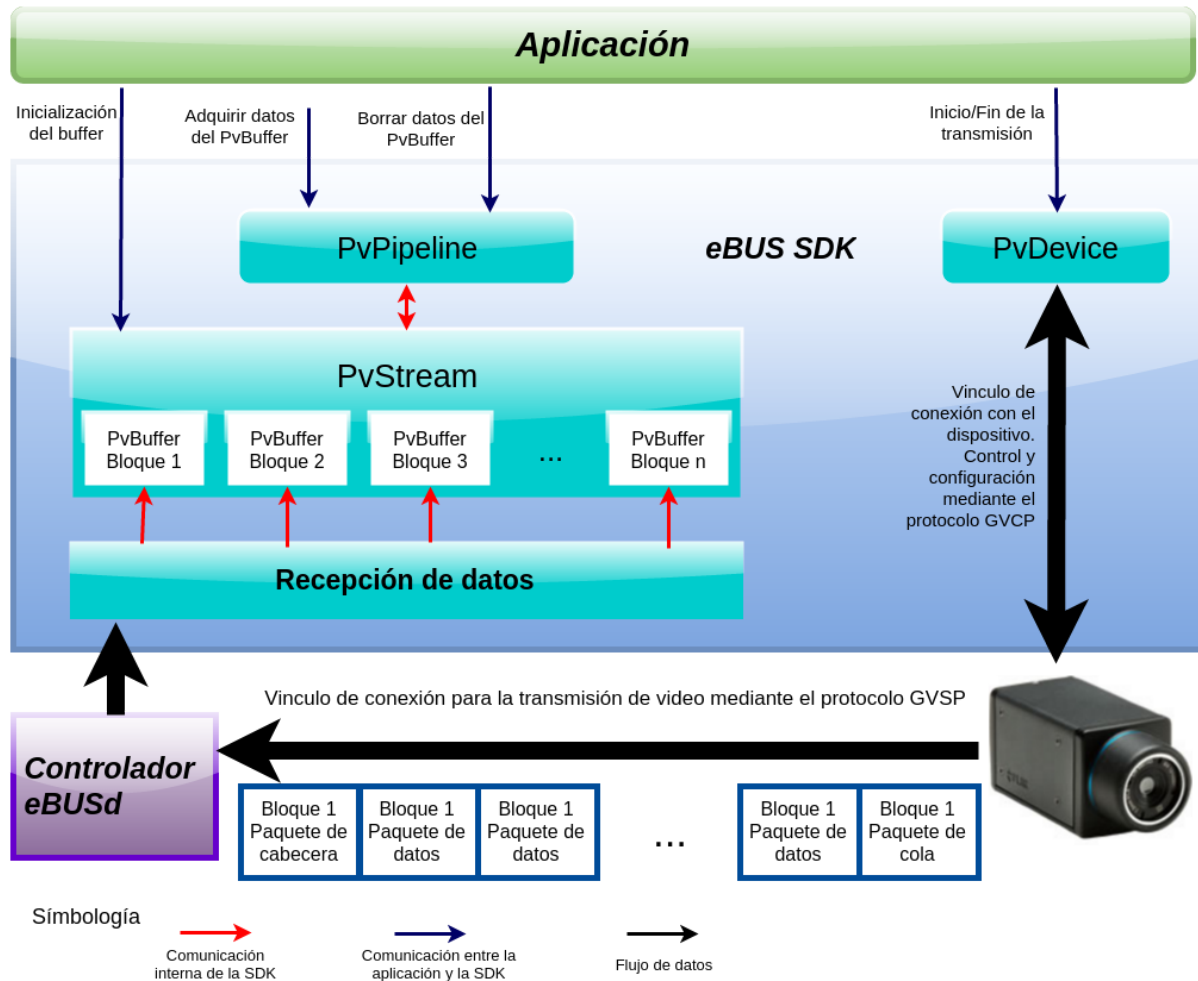 Aplicación
Inicialización
del buffer
Adquirir datos
del PvBuffer
Borrar datos del
PvBuffer
Inicio/Fin de la
transmisión
PvPipeline
eBUS SDK
PvDevice
PvStream
PvBuffer
Bloque 1
PvBuffer
Bloque 2
PvBuffer
Bloque 3
...
PvBuffer
Bloque n
Vinculo de
conexión con el
dispositivo.
Control y
configuración
mediante el
protocolo GVCP
Recepción de datos
Vinculo de conexión para la transmisión de video mediante el protocolo GVSP
Controlador
eBUSd
Bloque 1
Paquete de
cabecera
Bloque 1
Paquete de
datos
Bloque 1
Paquete de
datos
...
Bloque 1
Paquete de
datos
Bloque 1
Paquete de
cola
Símbología
Comunicación
interna de la SDK
Comunicación entre la
aplicación y la SDK
Flujo de datos